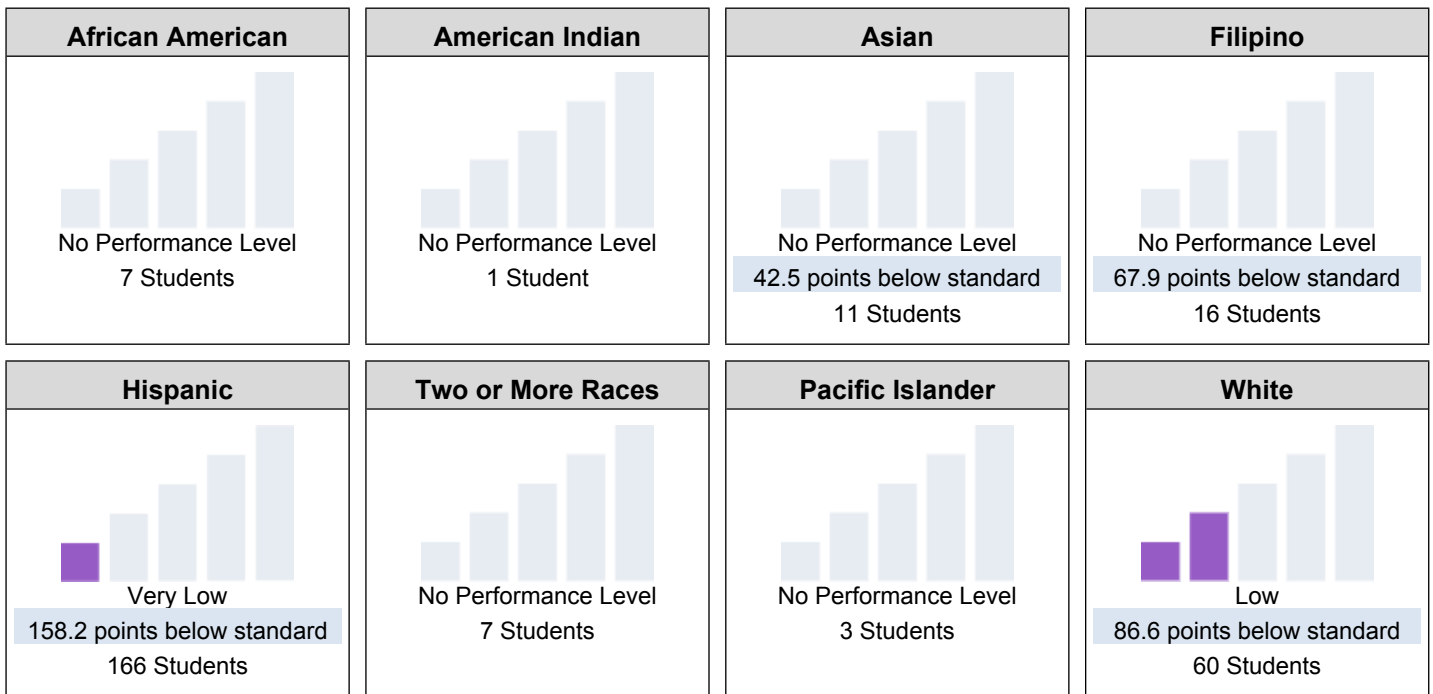 African American
No Performance Level
7 Students
American Indian
No Performance Level
1 Student
Asian
No Performance Level
42.5 points below standard
11 Students
Filipino
No Performance Level
67.9 points below standard
16 Students
Hispanic
Very Low
158.2 points below standard
166 Students
Two or More Races
No Performance Level
7 Students
Pacific Islander
No Performance Level
3 Students
White
Low
86.6 points below standard
60 Students